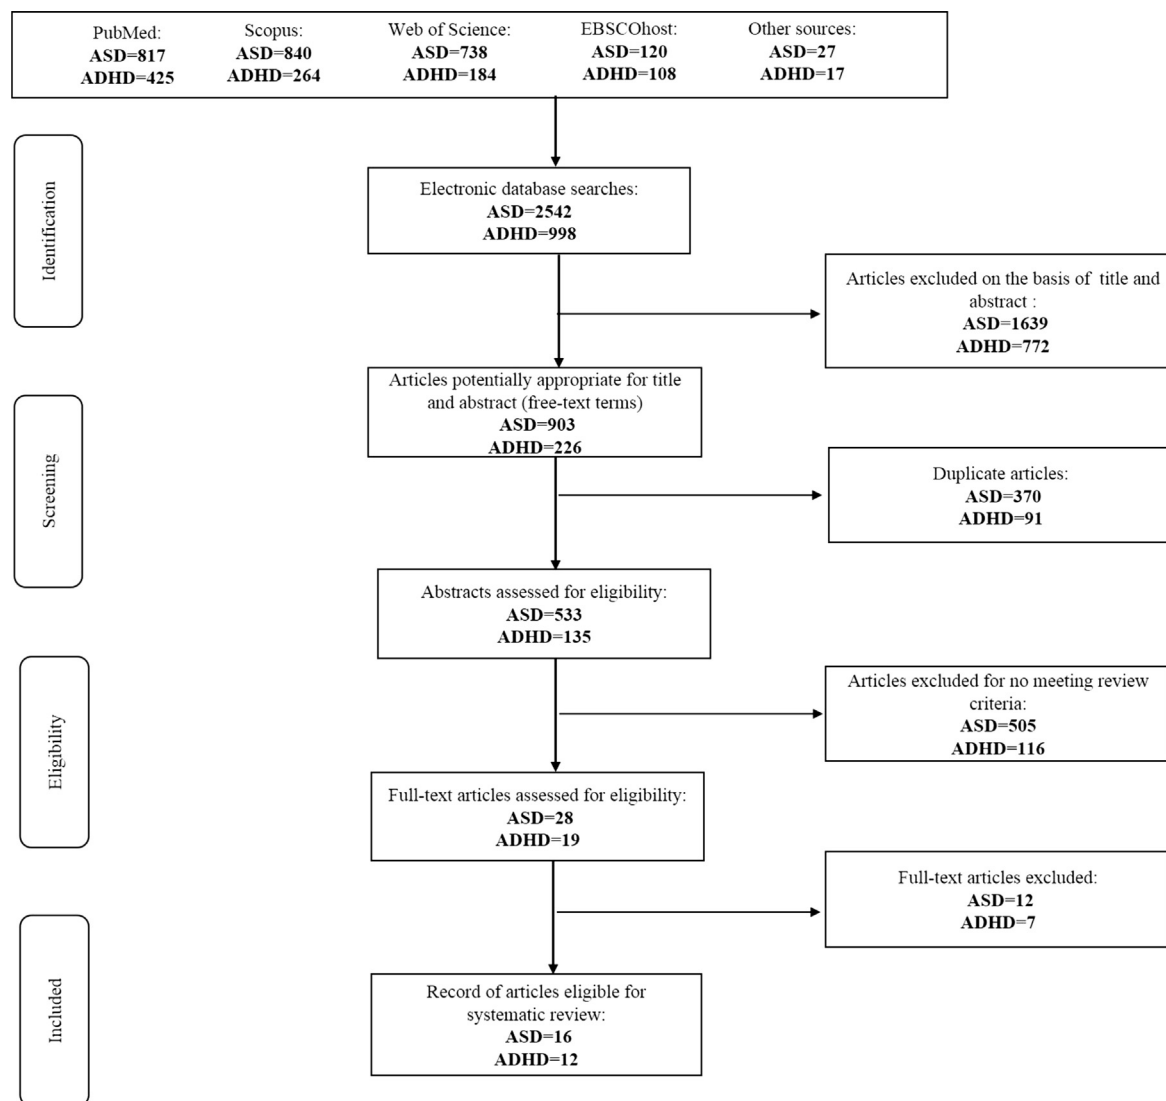 PubMed:
ASD=817
ADHD=425
Scopus:
ASD=840
ADHD=264
Web of Science:
ASD=738
ADHD=184
EBSCOhost:
ASD=120
ADHD=108
Other sources:
ASD=27
ADHD=17
Identification
Electronic database searches:
ASD=2542
ADHD=998
Articles excluded on the basis of title and
abstract :
ASD=1639
ADHD=772
Screening
Articles potentially appropriate for title
and abstract (free-text terms)
ASD=903
ADHD=226
Duplicate articles:
ASD=370
ADHD=91
Abstracts assessed for eligibility:
ASD=533
ADHD=135
Eligibility
Articles excluded for no meeting review
criteria:
ASD=505
ADHD=116
Full-text articles assessed for eligibility:
ASD=28
ADHD=19
Full-text articles excluded:
ASD=12
ADHD=7
Included
Record of articles eligible for
systematic review:
ASD=16
ADHD=12